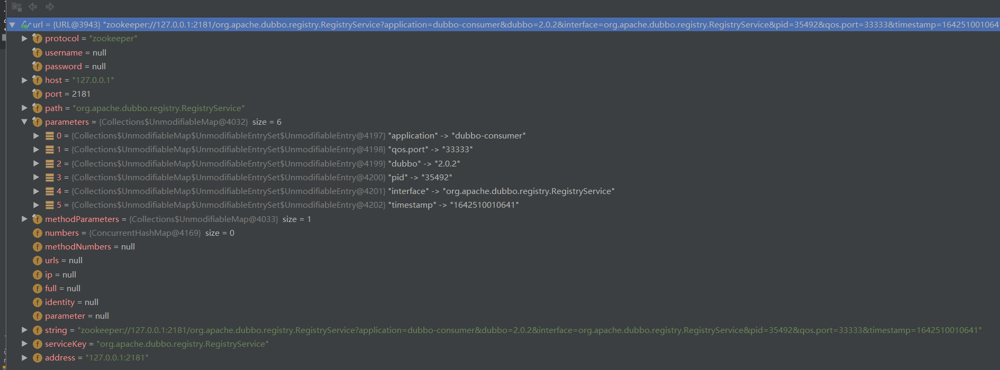 url = {URL@3943} "zookeeper://127.0.0.1:2181/org.apache.dubbo.registry.RegistryService?application=dubbo-consumer&dubbo=2.0.2&interface=org.apache.dubbo.registry.RegistryService&pid=35492&qos.port=33333&timestamp=164251001064
protocol = "zookeeper"
username = null
password = null
host = "127.0.0.1"
port = 2181
path = "org.apache.dubbo.registry.RegistryService"
parameters = {Collections$UnmodifiableMap@4032} size = 6
0 = {Collections$UnmodifiableMap$UnmodifiableEntrySet$UnmodifiableEntry@4197} "application" -> "dubbo-consumer"
1 = {Collections$UnmodifiableMap$UnmodifiableEntrySet$UnmodifiableEntry@4198} "qos.port" -> "33333"
2 = {Collections$UnmodifiableMap$UnmodifiableEntrySet$UnmodifiableEntry@4199} "dubbo" -> "2.0.2"
3 = {Collections$UnmodifiableMap$UnmodifiableEntrySet$UnmodifiableEntry@4200} "pid" -> "35492"
4 = {Collections$UnmodifiableMap$UnmodifiableEntrySet$UnmodifiableEntry@4201} "interface" -> "org.apache.dubbo.registry.RegistryService"
5 = {Collections$UnmodifiableMap$UnmodifiableEntrySet$UnmodifiableEntry@4202} "timestamp" -> "1642510010641"
methodParameters = {Collections$UnmodifiableMap@4033} size = 1
numbers = {ConcurrentHashMap@4169} size = 0
methodNumbers = null
urls = null
ip = null
full = null
identity = null
parameter = null
string = "zookeeper://127.0.0.1:2181/org.apache.dubbo.registry.RegistryService?application=dubbo-consumer&dubbo=2.0.2&interface=org.apache.dubbo.registry.RegistryService&pid=35492&qos.port=33333&timestamp=1642510010641"
serviceKey = "org.apache.dubbo.registry.RegistryService"
address = "127.0.0.1:2181"